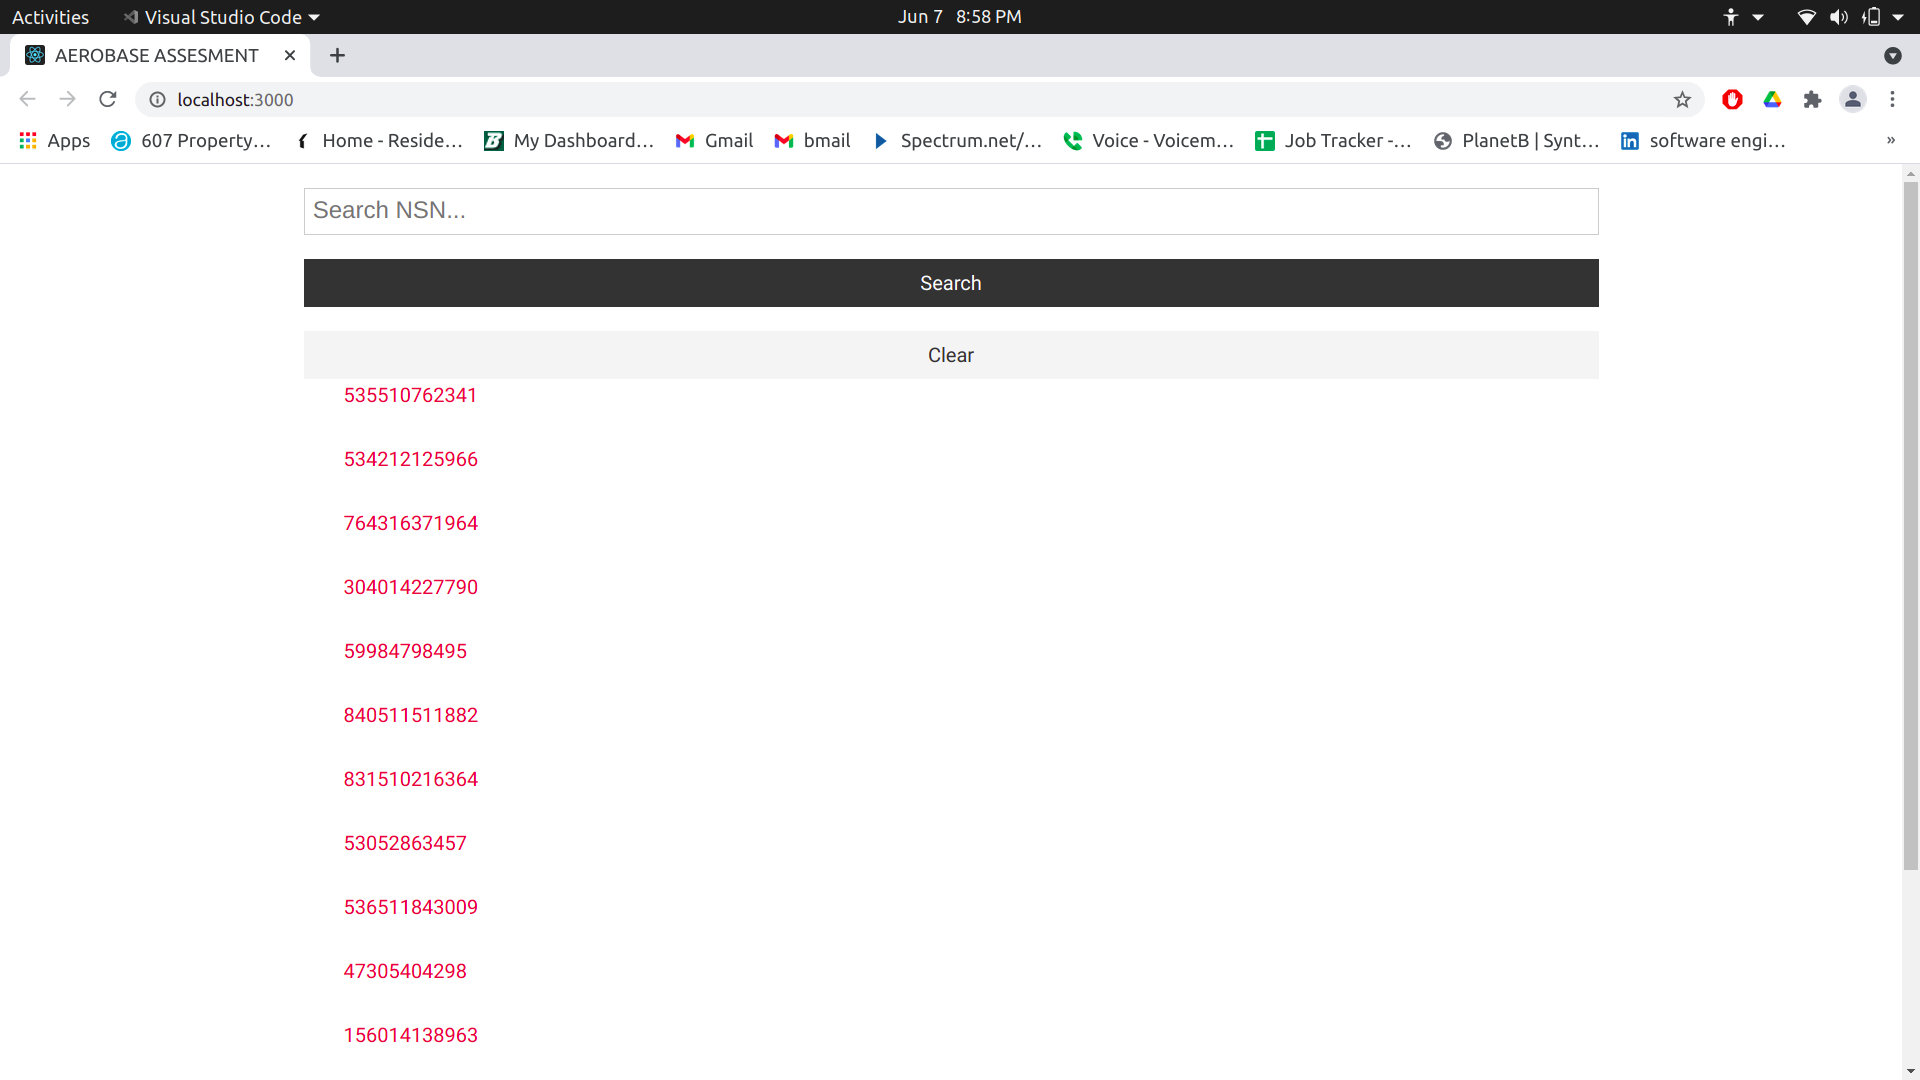 Activities Visual Studio Code Jun 7 8:58 PM
AEROBASE ASSESMENT
localhost:3000
Apps 607 Property... Home - Reside... My Dashboard... Gmail bmail Spectrum.net/... Voice - Voicem... Job Tracker -... PlanetB | Synt... software engi... »
Search NSN...
Search
Clear
535510762341
534212125966
764316371964
304014227790
59984798495
840511511882
831510216364
53052863457
536511843009
47305404298
156014138963